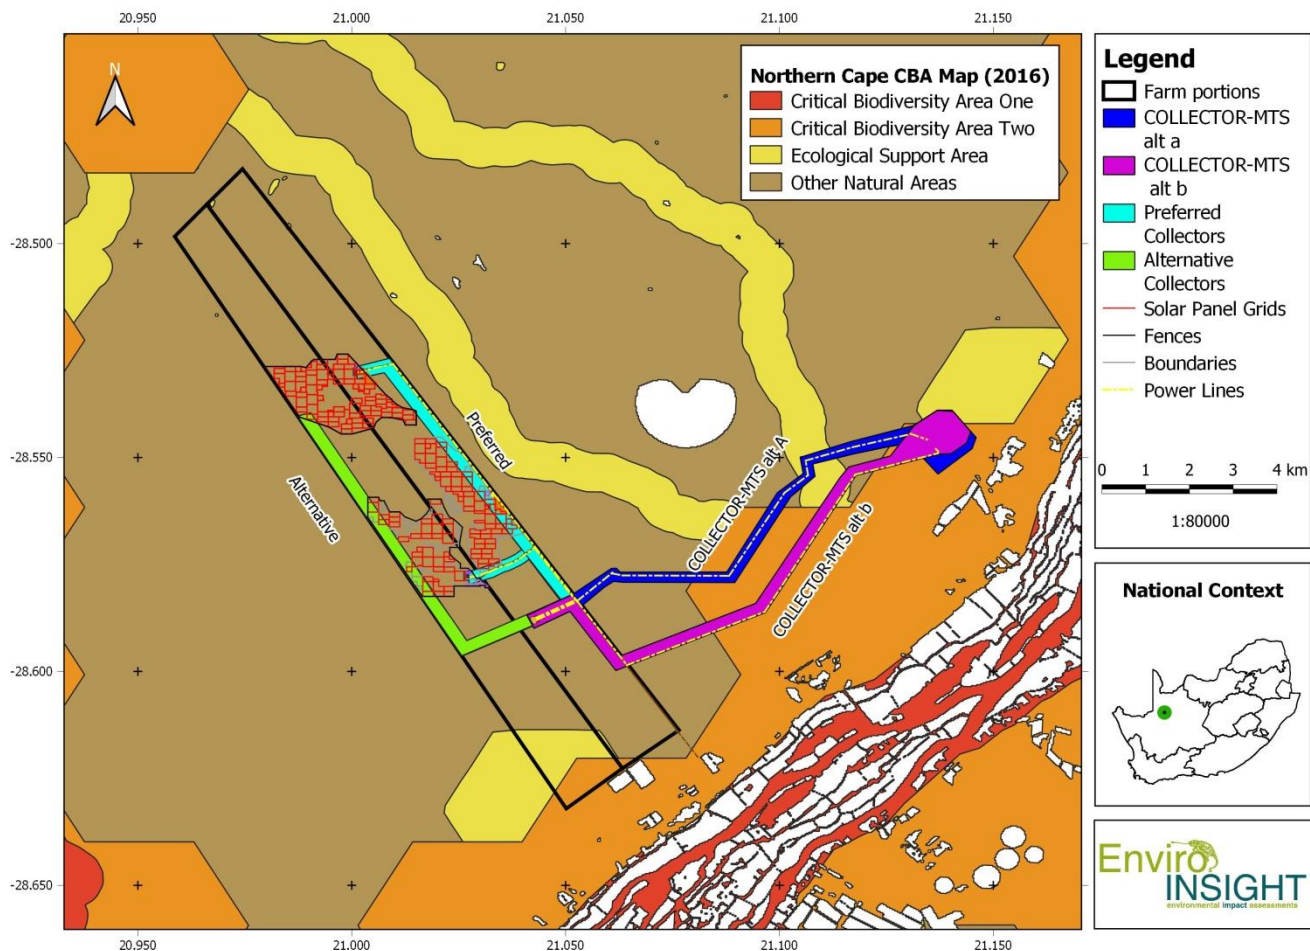 20.950
21.000
21.050
21.100
21.150
N
Northern Cape CBA Map (2016)
Critical Biodiversity Area One
Critical Biodiversity Area Two
Ecological Support Area
Other Natural Areas
-28.500
-28.550
-28.600
-28.650
Preferred
Alternative
COLLECTOR-MTS alt A
COLLECTOR-MTS alt b
20.950
21.000
21.050
21.100
21.150
Legend
Farm portions
COLLECTOR-MTS
alt a
COLLECTOR-MTS
alt b
Preferred
Collectors
Alternative
Collectors
Solar Panel Grids
Fences
Boundaries
Power Lines
0 1 2 3 4 km
1:80000
National Context
Enviro
INSIGHT
environmental impact assessments